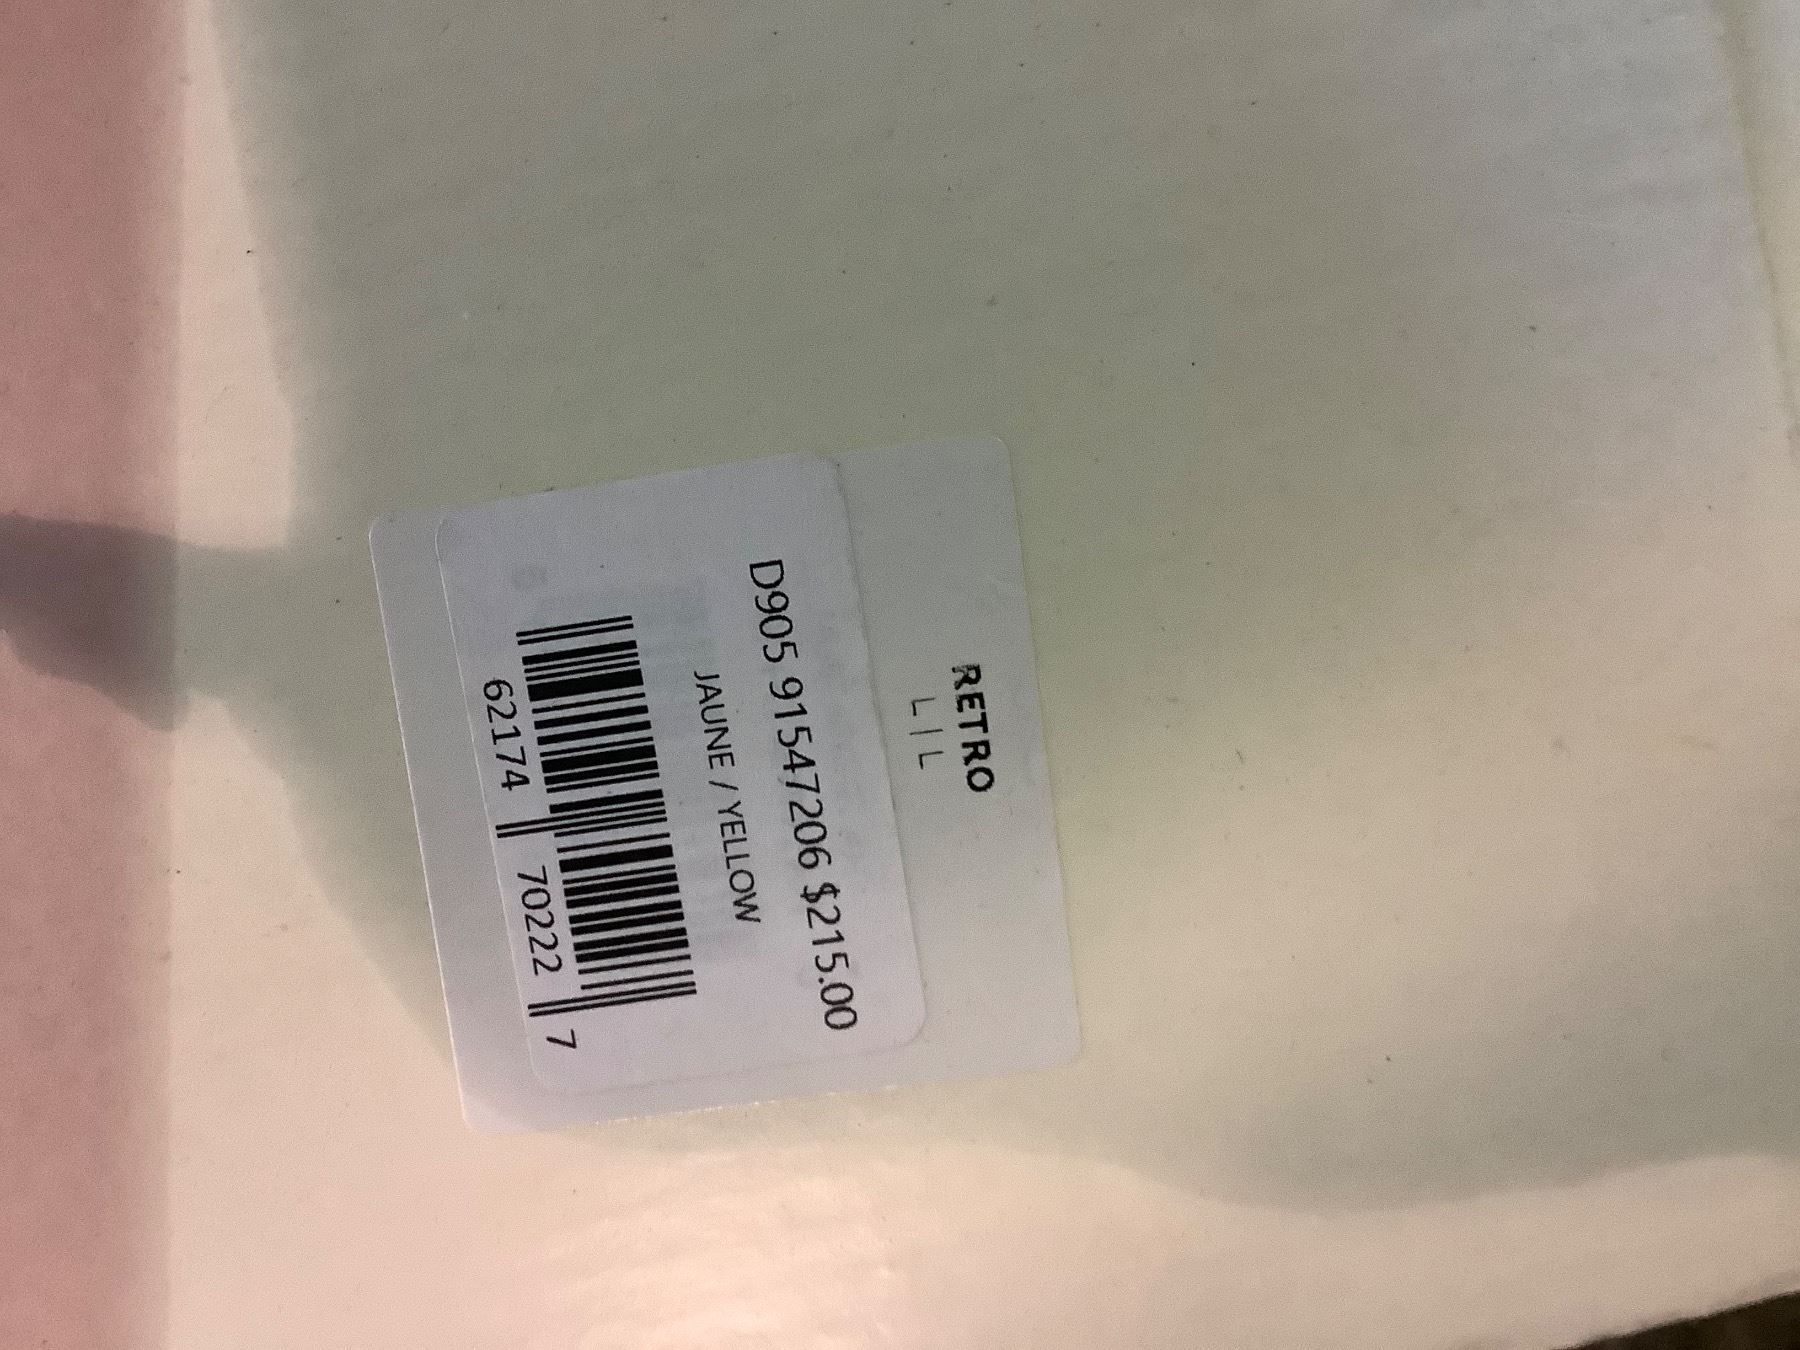 RETRO
L | L
D905 91547206 $215.00
JAUNE / YELLOW
62174 70222 7